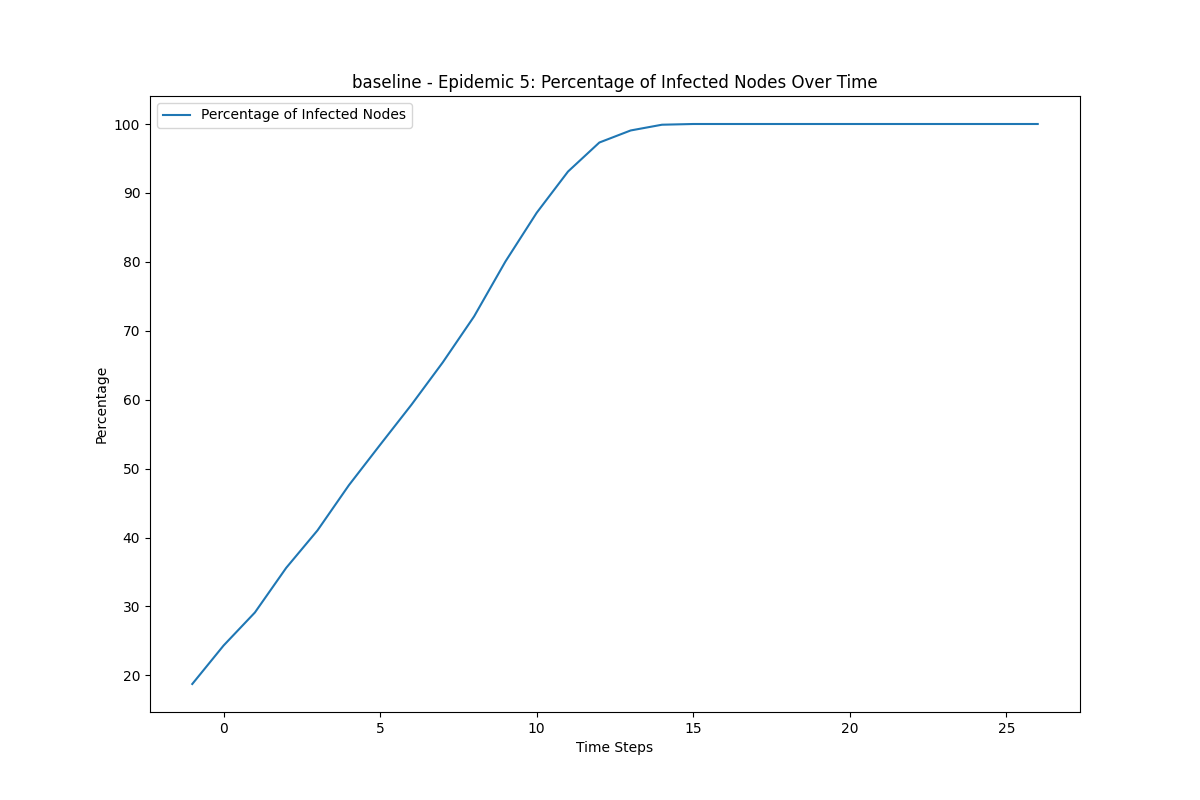 baseline - Epidemic 5: Percentage of Infected Nodes Over Time
Percentage of Infected Nodes
100
90
80
70
60
50
40
30
20
Percentage
0 5 10 15 20 25
Time Steps